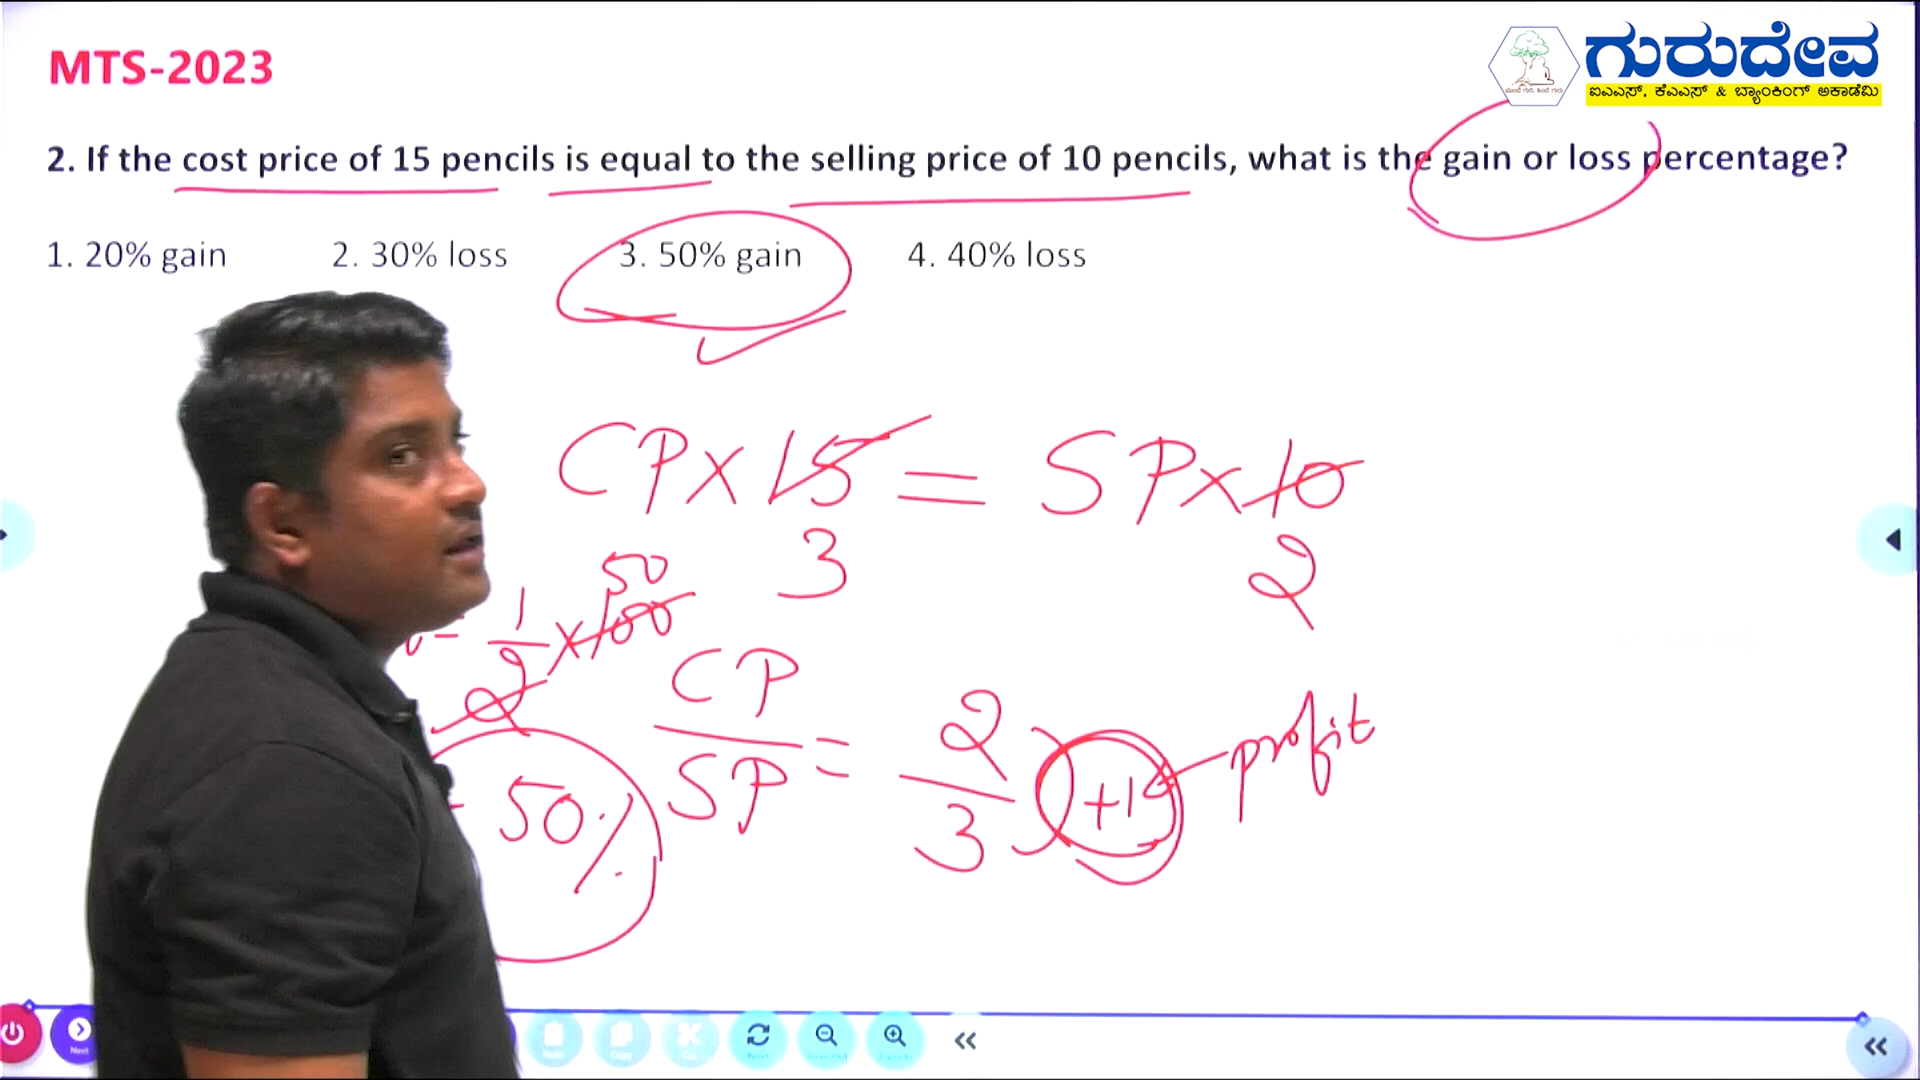 MTS-2023
ಗುರುದೇವ
ಐಎಎಸ್, ಕೆಎಎಸ್ & ಬ್ಯಾಂಕಿಂಗ್ ಅಕಾಡೆಮಿ
2. If the cost price of 15 pencils is equal to the selling price of 10 pencils, what is the gain or loss percentage?
1. 20% gain 2. 30% loss 3. 50% gain 4. 40% loss
CP x 15 = SP x 10
3 2
50
= 1/2 x 100
CP/SP = 2/3 +1 profit
50%
Next
Reset